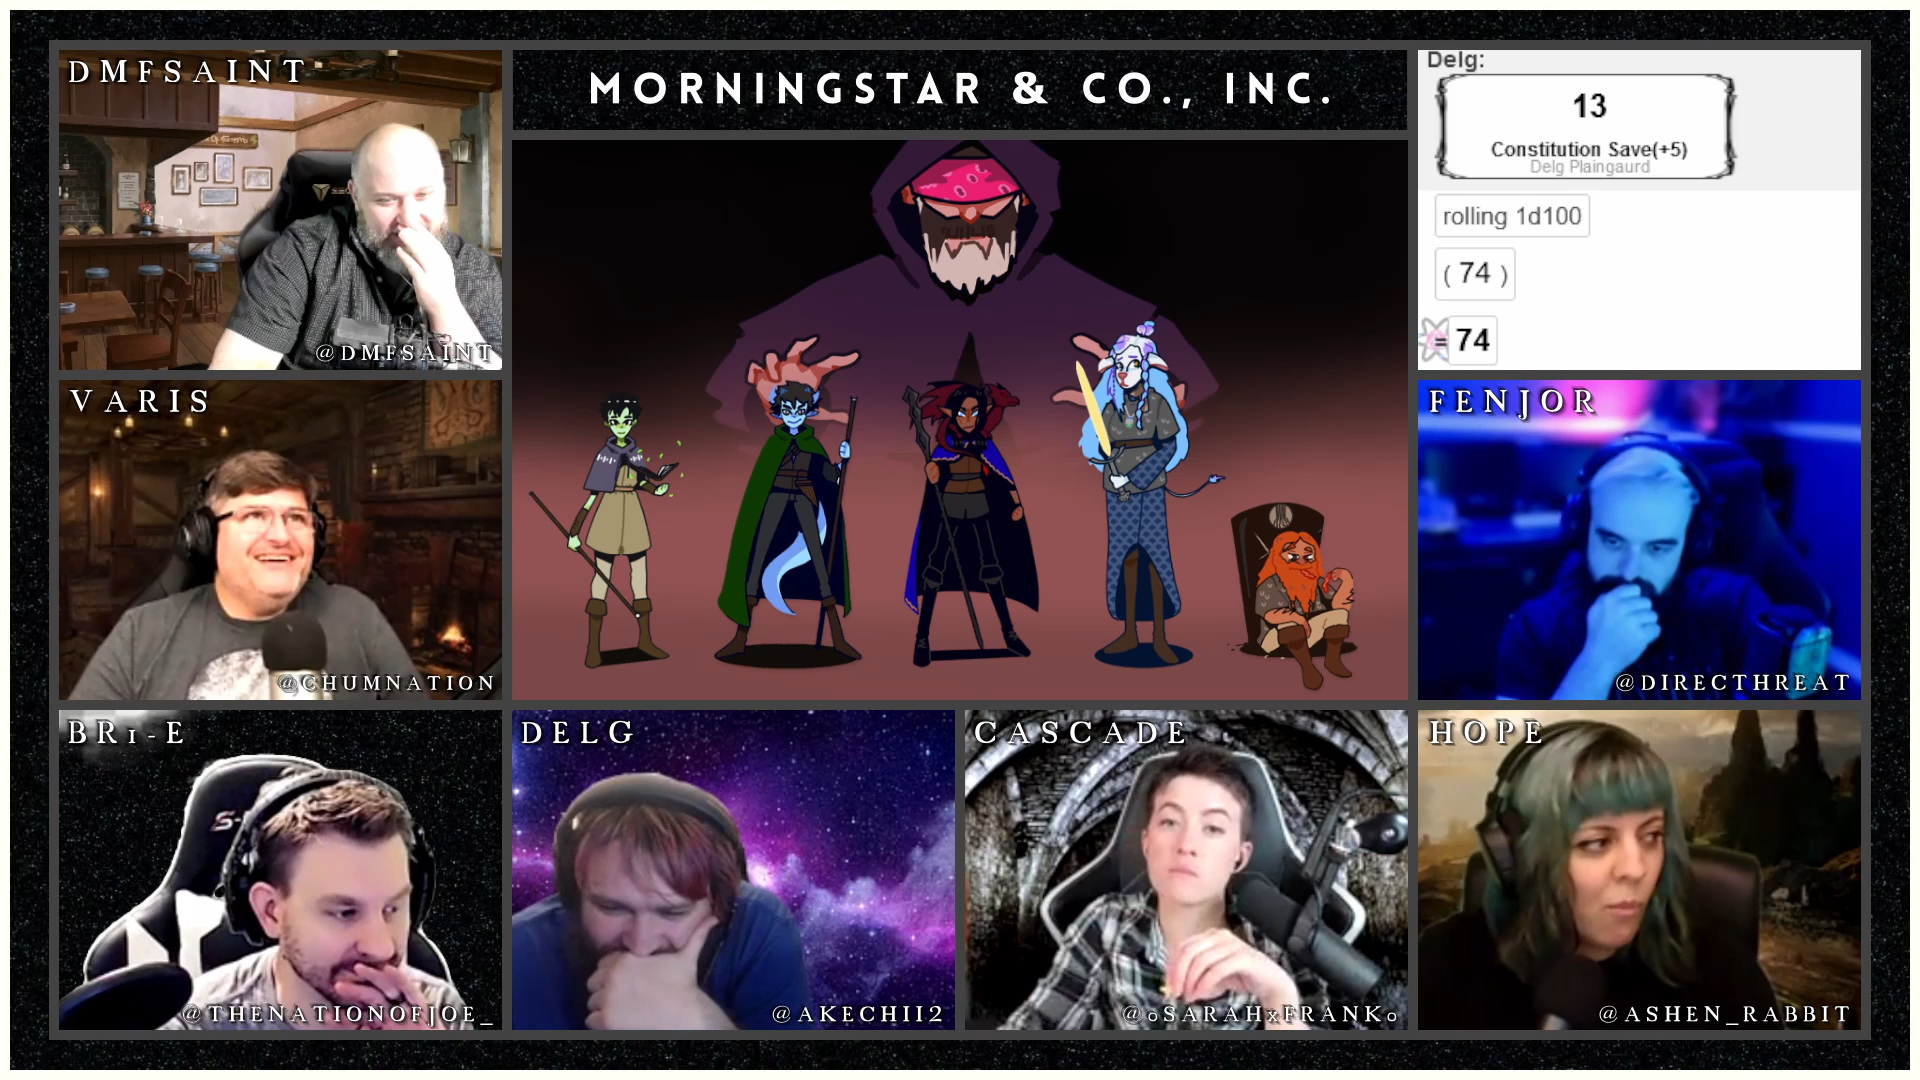 DMFSAINT
@DMFSAINT
MORNINGSTAR & CO., INC.
Delg:
13
Constitution Save(+5)
Delg Plaingaurd
rolling 1d100
( 74 )
= 74
VARIS
@CHUMNATION
FENJOR
@DIRECTHREAT
BR1-E
@THENATIONOFJOE_
DELG
@AKECHII2
CASCADE
@oSARAHxFRANKo
HOPE
@ASHEN_RABBIT